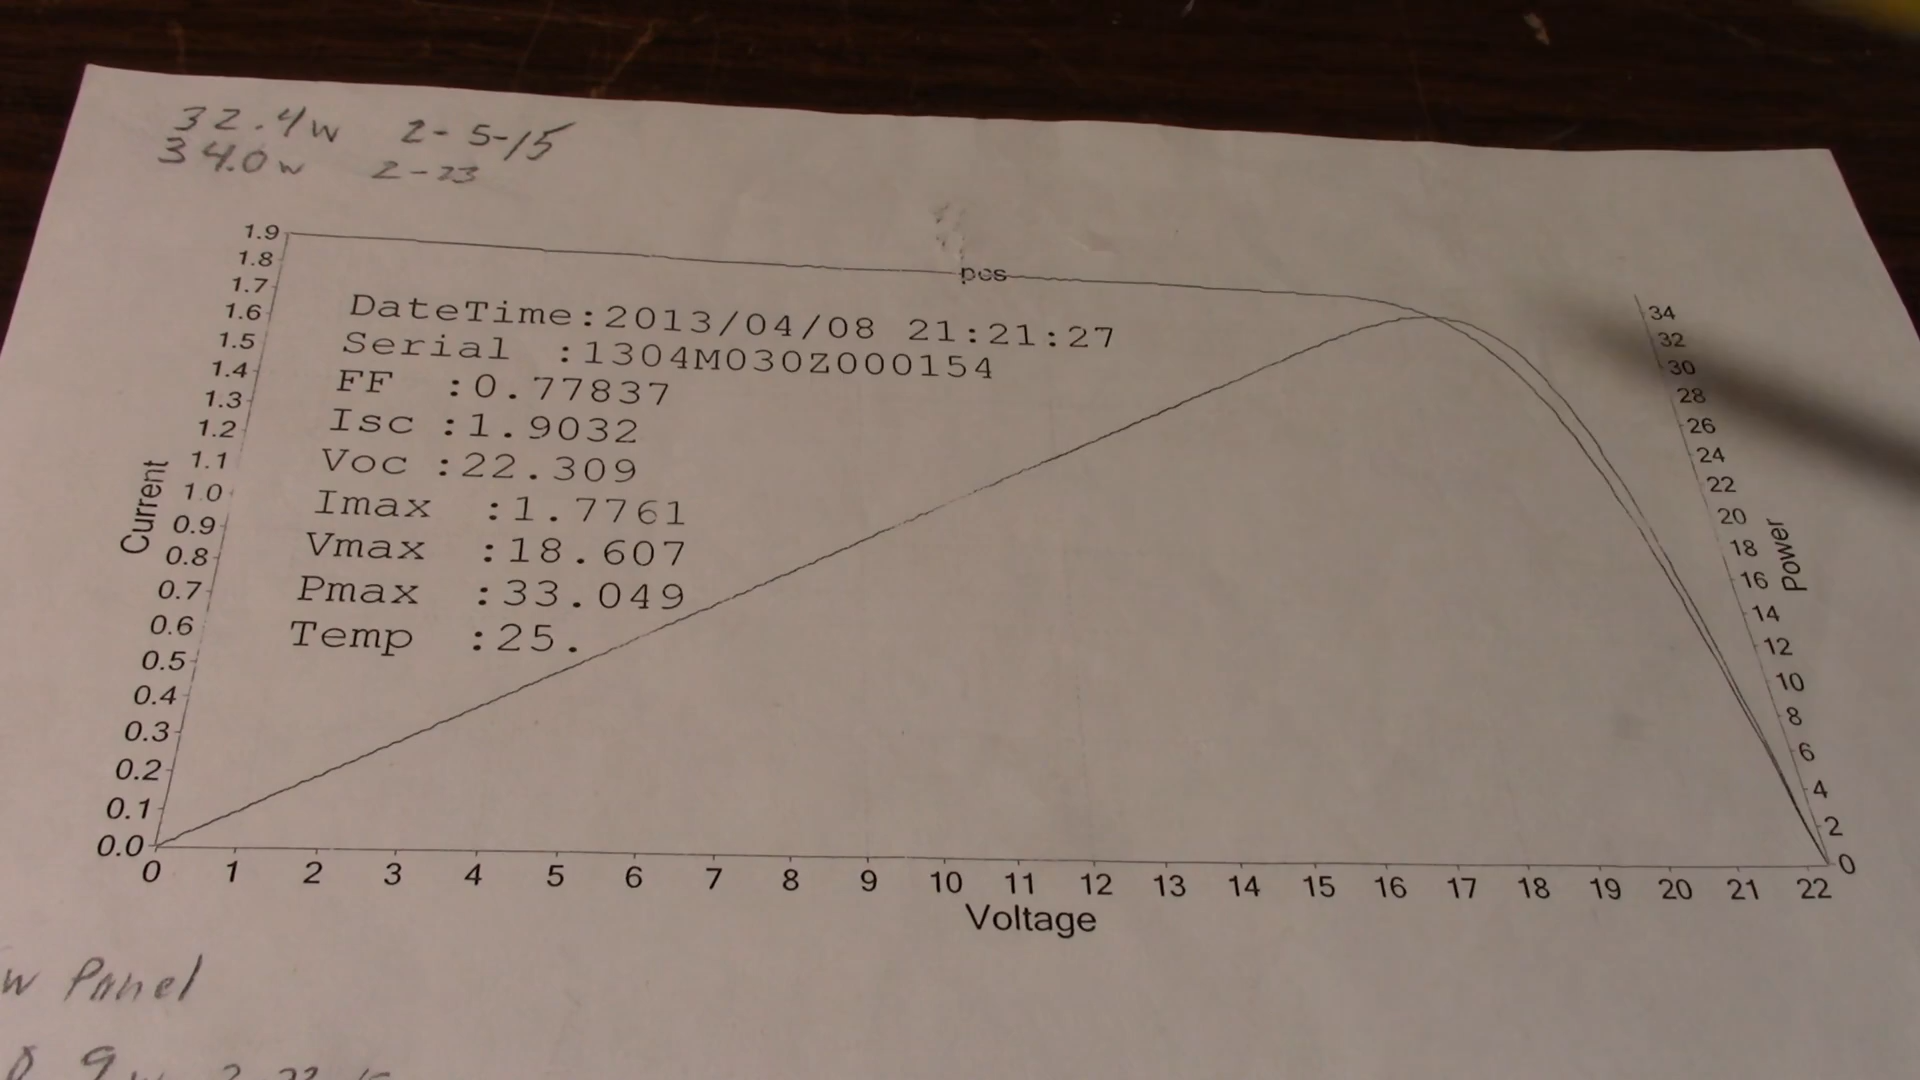 32.4w 2-5-15
34.0w 2-23
pos
DateTime:2013/04/08 21:21:27
Serial :1304M030Z000154
FF :0.77837
Isc :1.9032
Voc :22.309
Imax :1.7761
Vmax :18.607
Pmax :33.049
Temp :25.
Current
1.9
1.8
1.7
1.6
1.5
1.4
1.3
1.2
1.1
1.0
0.9
0.8
0.7
0.6
0.5
0.4
0.3
0.2
0.1
0.0
34
32
30
28
26
24
22
20
18
16
14
12
10
8
6
4
2
0
Power
0 1 2 3 4 5 6 7 8 9 10 11 12 13 14 15 16 17 18 19 20 21 22
Voltage
w Panel